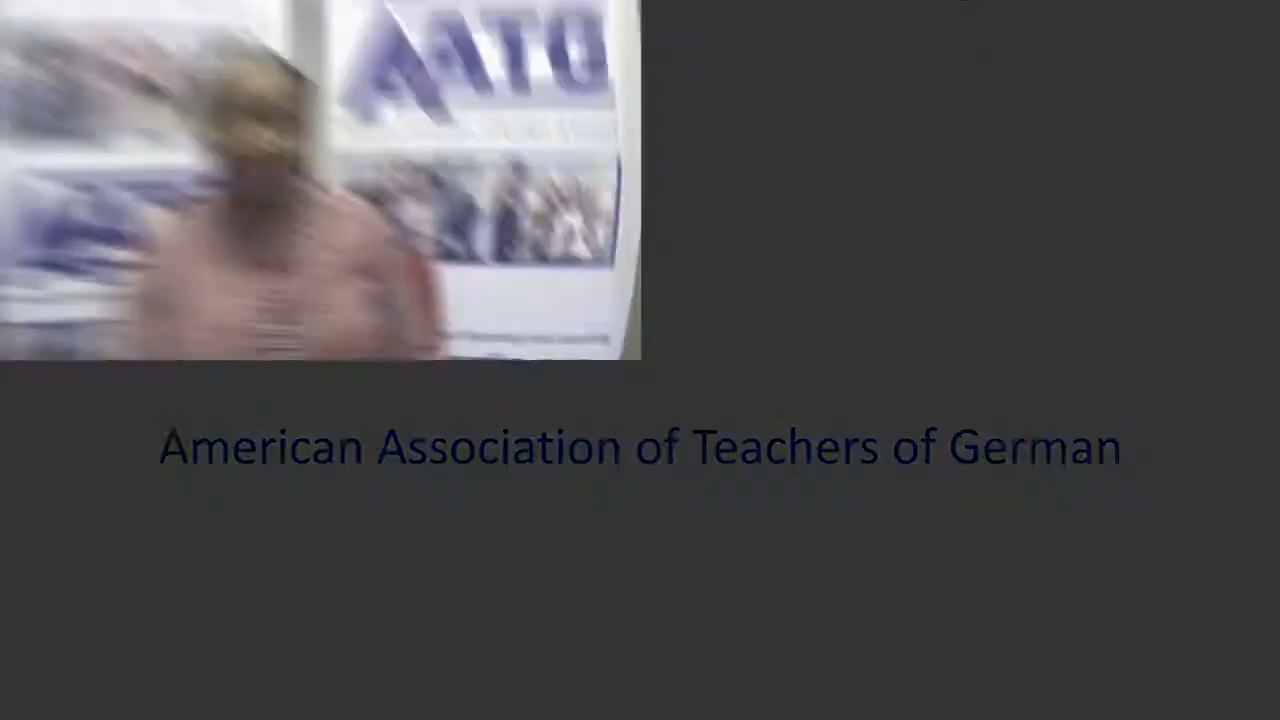 AATG
American Association of Teachers of German